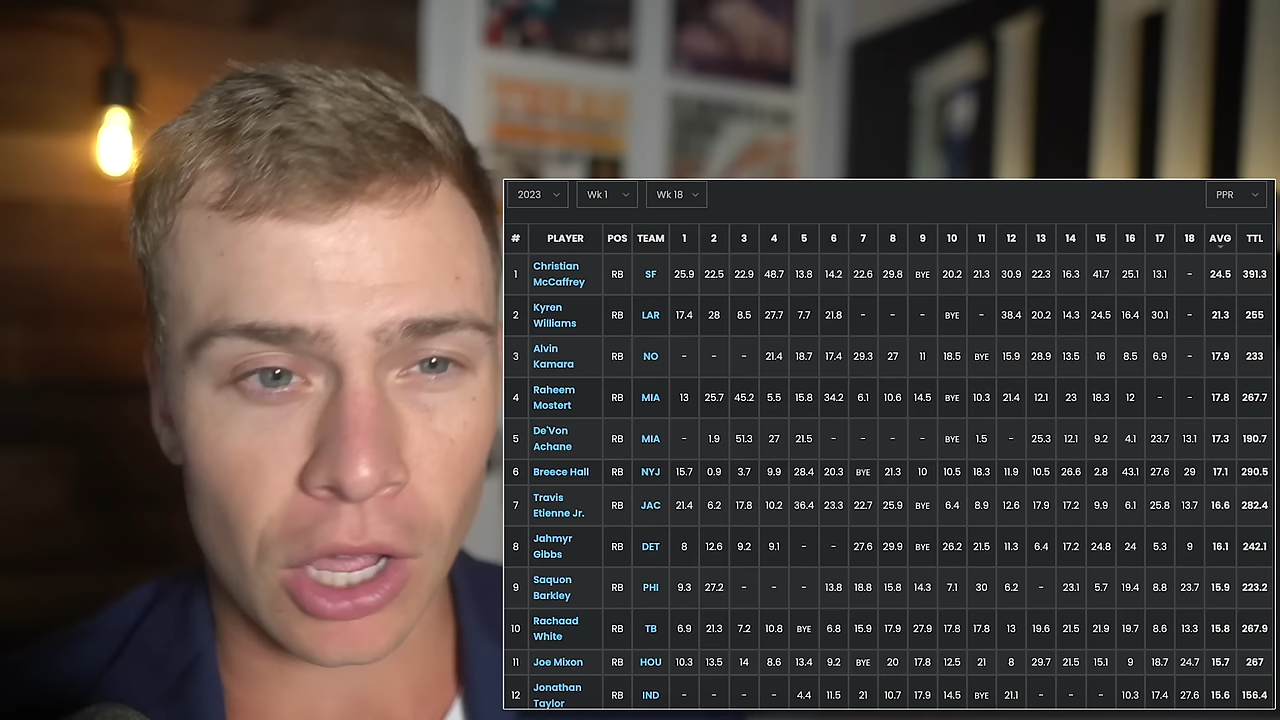 2023 Wk 1 Wk 18 PPR
# PLAYER POS TEAM 1 2 3 4 5 6 7 8 9 10 11 12 13 14 15 16 17 18 AVG TTL
1 Christian McCaffrey RB SF 25.9 22.5 22.9 48.7 13.8 14.2 22.6 29.8 BYE 20.2 21.3 30.9 22.3 16.3 41.7 25.1 13.1 - 24.5 391.3
2 Kyren Williams RB LAR 17.4 28 8.5 27.7 7.7 21.8 - - - BYE - 38.4 20.2 14.3 24.5 16.4 30.1 - 21.3 255
3 Alvin Kamara RB NO - - - 21.4 18.7 17.4 29.3 27 11 18.5 BYE 15.9 28.9 13.5 16 8.5 6.9 - 17.9 233
4 Raheem Mostert RB MIA 13 25.7 45.2 5.5 15.8 34.2 6.1 10.6 14.5 BYE 10.3 21.4 12.1 23 18.3 12 - - 17.8 267.7
5 De'Von Achane RB MIA - 1.9 51.3 27 21.5 - - - - BYE 1.5 - 25.3 12.1 9.2 4.1 23.7 13.1 17.3 190.7
6 Breece Hall RB NYJ 15.7 0.9 3.7 9.9 28.4 20.3 BYE 21.3 10 10.5 18.3 11.9 10.5 26.6 2.8 43.1 27.6 29 17.1 290.5
7 Travis Etienne Jr. RB JAC 21.4 6.2 17.8 10.2 36.4 23.3 22.7 25.9 BYE 6.4 8.9 12.6 17.9 17.2 9.9 6.1 25.8 13.7 16.6 282.4
8 Jahmyr Gibbs RB DET 8 12.6 9.2 9.1 - - 27.6 29.9 BYE 26.2 21.5 11.3 6.4 17.2 24.8 24 5.3 9 16.1 242.1
9 Saquon Barkley RB PHI 9.3 27.2 - - - 13.8 18.8 15.8 14.3 7.1 30 6.2 - 23.1 5.7 19.4 8.8 23.7 15.9 223.2
10 Rachaad White RB TB 6.9 21.3 7.2 10.8 BYE 6.8 15.9 17.9 27.9 17.8 17.8 13 19.6 21.5 21.9 19.7 8.6 13.3 15.8 267.9
11 Joe Mixon RB HOU 10.3 13.5 14 8.6 13.4 9.2 BYE 20 17.8 12.5 21 8 29.7 21.5 15.1 9 18.7 24.7 15.7 267
12 Jonathan Taylor RB IND - - - - 4.4 11.5 21 10.7 17.9 14.5 BYE 21.1 - - - 10.3 17.4 27.6 15.6 156.4